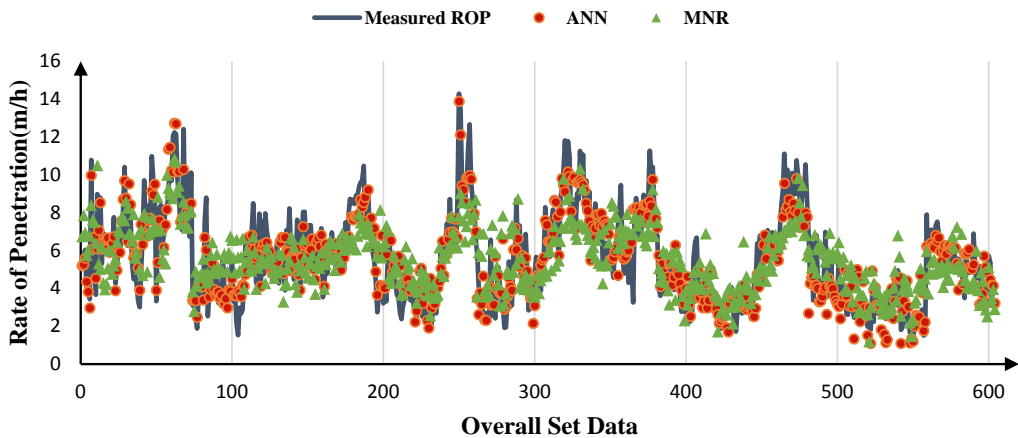 Measured ROP ANN MNR
Rate of Penetration(m/h)
16
14
12
10
8
6
4
2
0
0 100 200 300 400 500 600
Overall Set Data